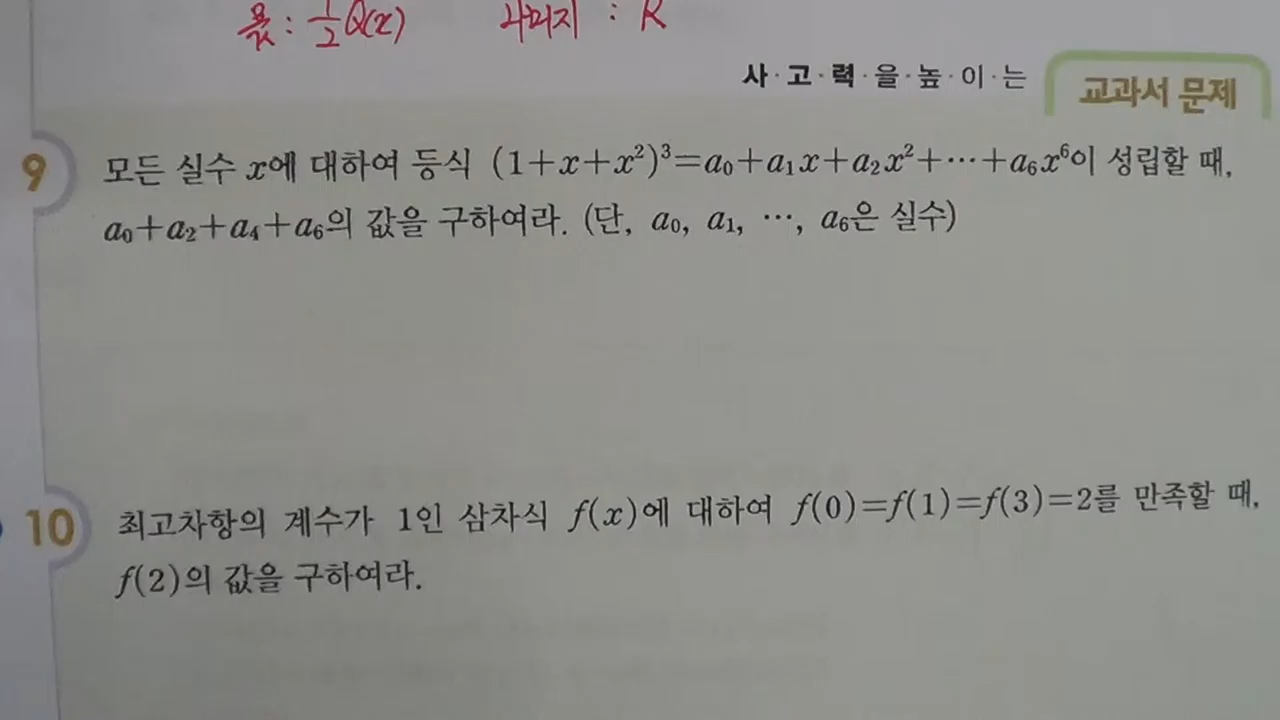 몫 : 1/2 Q(x) 나머지 : R
사·고·력·을·높·이·는 교과서 문제
9 모든 실수 x에 대하여 등식 (1+x+x²)³=a₀+a₁x+a₂x²+⋯+a₆x⁶이 성립할 때,
a₀+a₂+a₄+a₆의 값을 구하여라. (단, a₀, a₁, ⋯, a₆은 실수)
10 최고차항의 계수가 1인 삼차식 f(x)에 대하여 f(0)=f(1)=f(3)=2를 만족할 때,
f(2)의 값을 구하여라.